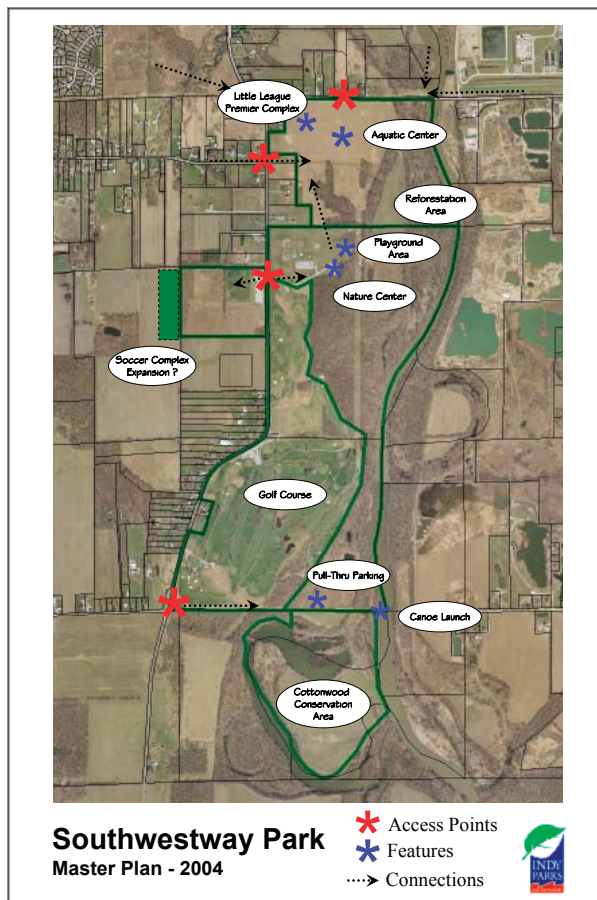 Little League
Premier Complex
Aquatic Center
Reforestation
Area
Playground
Area
Nature Center
Soccer Complex
Expansion ?
Golf Course
Pull-Thru Parking
Canoe Launch
Cottonwood
Conservation
Area
Southwestway Park
Master Plan - 2004
Access Points
Features
Connections
INDY
PARKS